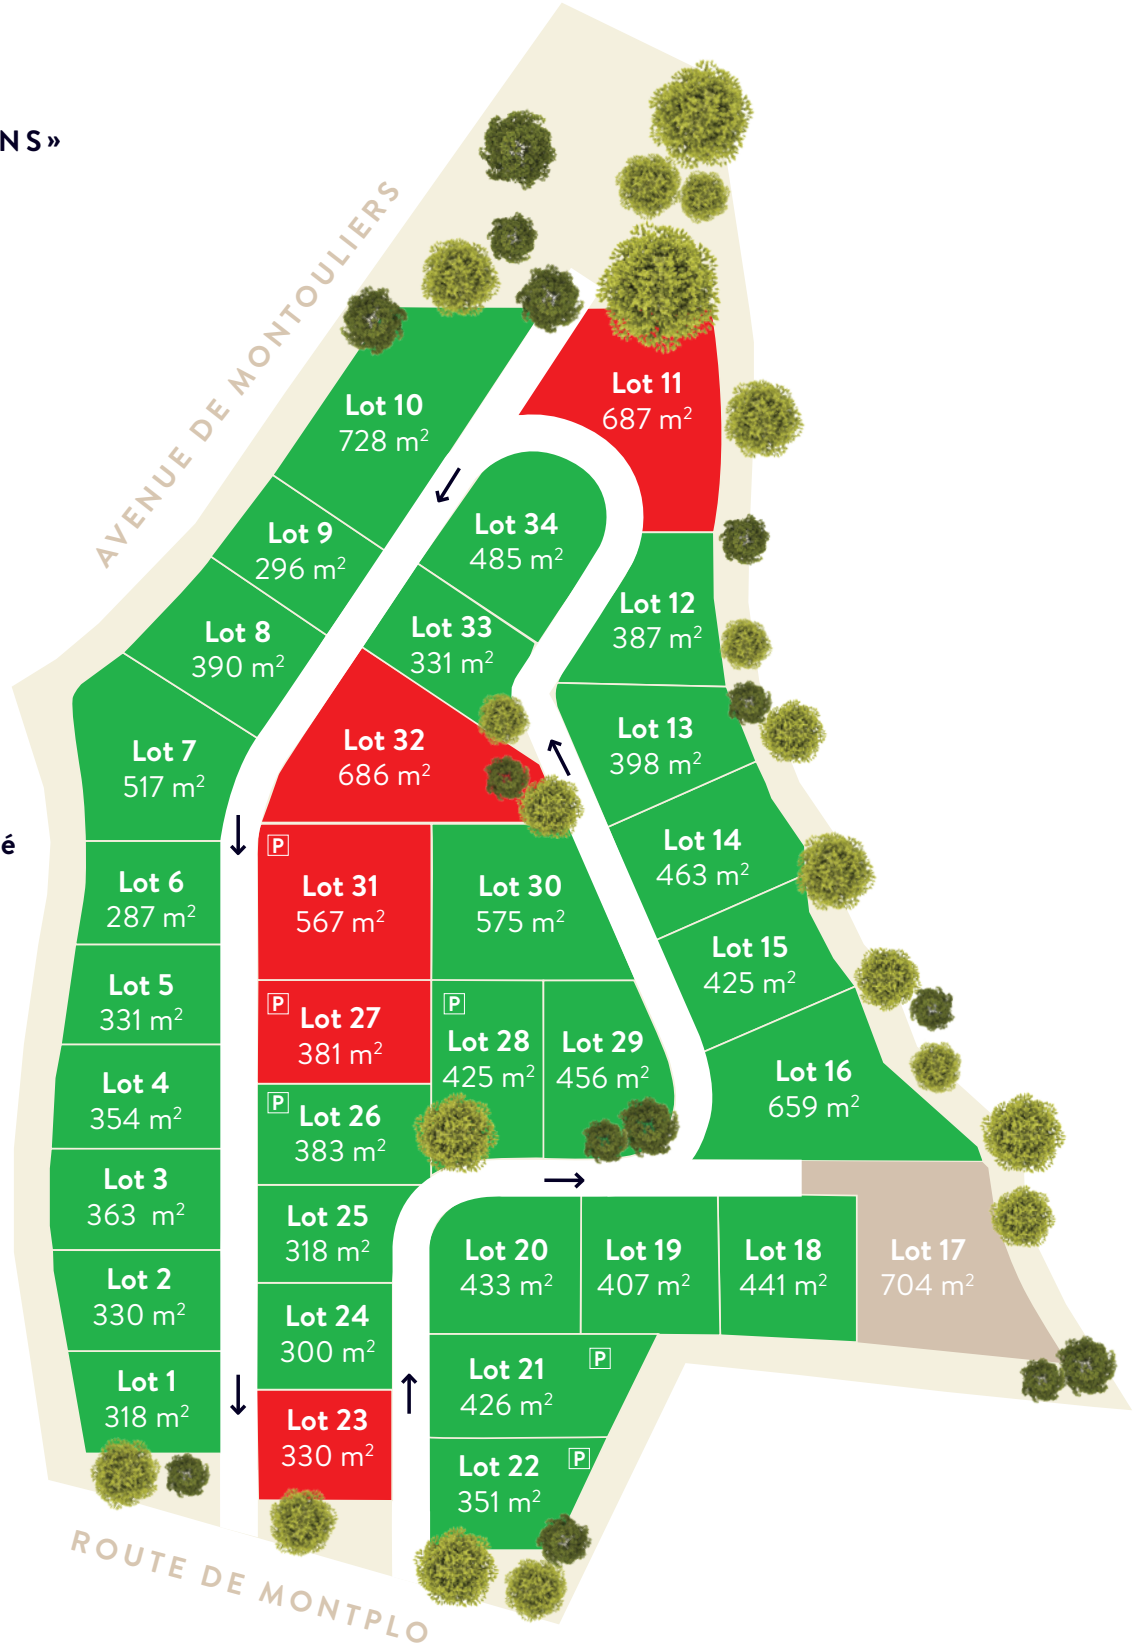 NS»
AVENUE DE MONTOULIERS
Lot 11
687 m²
Lot 10
728 m²
Lot 34
485 m²
Lot 9
296 m²
Lot 12
387 m²
Lot 33
331 m²
Lot 8
390 m²
Lot 13
398 m²
Lot 32
686 m²
Lot 7
517 m²
é
P
Lot 14
463 m²
Lot 6
287 m²
Lot 31
567 m²
Lot 30
575 m²
Lot 15
425 m²
Lot 5
331 m²
P
Lot 27
381 m²
P
Lot 28
425 m²
Lot 29
456 m²
Lot 16
659 m²
Lot 4
354 m²
P
Lot 26
383 m²
Lot 3
363 m²
Lot 25
318 m²
Lot 20
433 m²
Lot 19
407 m²
Lot 18
441 m²
Lot 17
704 m²
Lot 2
330 m²
Lot 24
300 m²
Lot 1
318 m²
Lot 21
426 m²
P
Lot 23
330 m²
Lot 22
351 m²
P
ROUTE DE MONTPLO